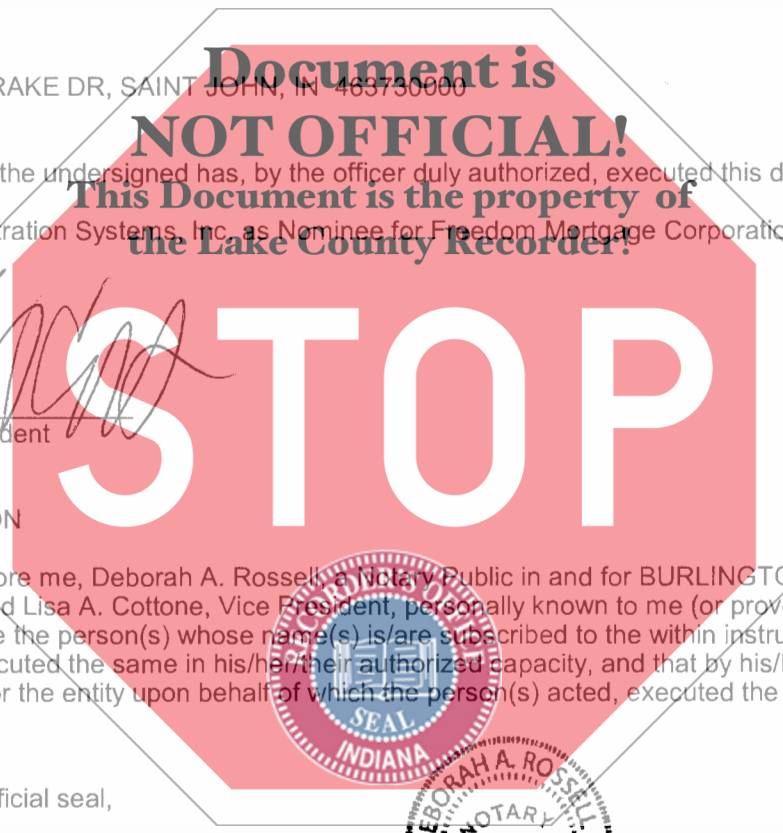 Document is
RAKE DR, SAINT JOHN, IN 463730000
NOT OFFICIAL!
the undersigned has, by the officer duly authorized, executed this d
This Document is the property of
tration Systems, Inc. as Nominee for Freedom Mortgage Corporatio
the Lake County Recorder!
STOP
dent
ON
ore me, Deborah A. Rossell, a Notary Public in and for BURLINGTO
d Lisa A. Cottone, Vice President, personally known to me (or prov
e the person(s) whose name(s) is/are subscribed to the within instru
cuted the same in his/her/their authorized capacity, and that by his/
r the entity upon behalf of which the person(s) acted, executed the
RECORDER'S OFFICE
SEAL
INDIANA
ficial seal,
EBORAH A. ROSSELL
NOTARY